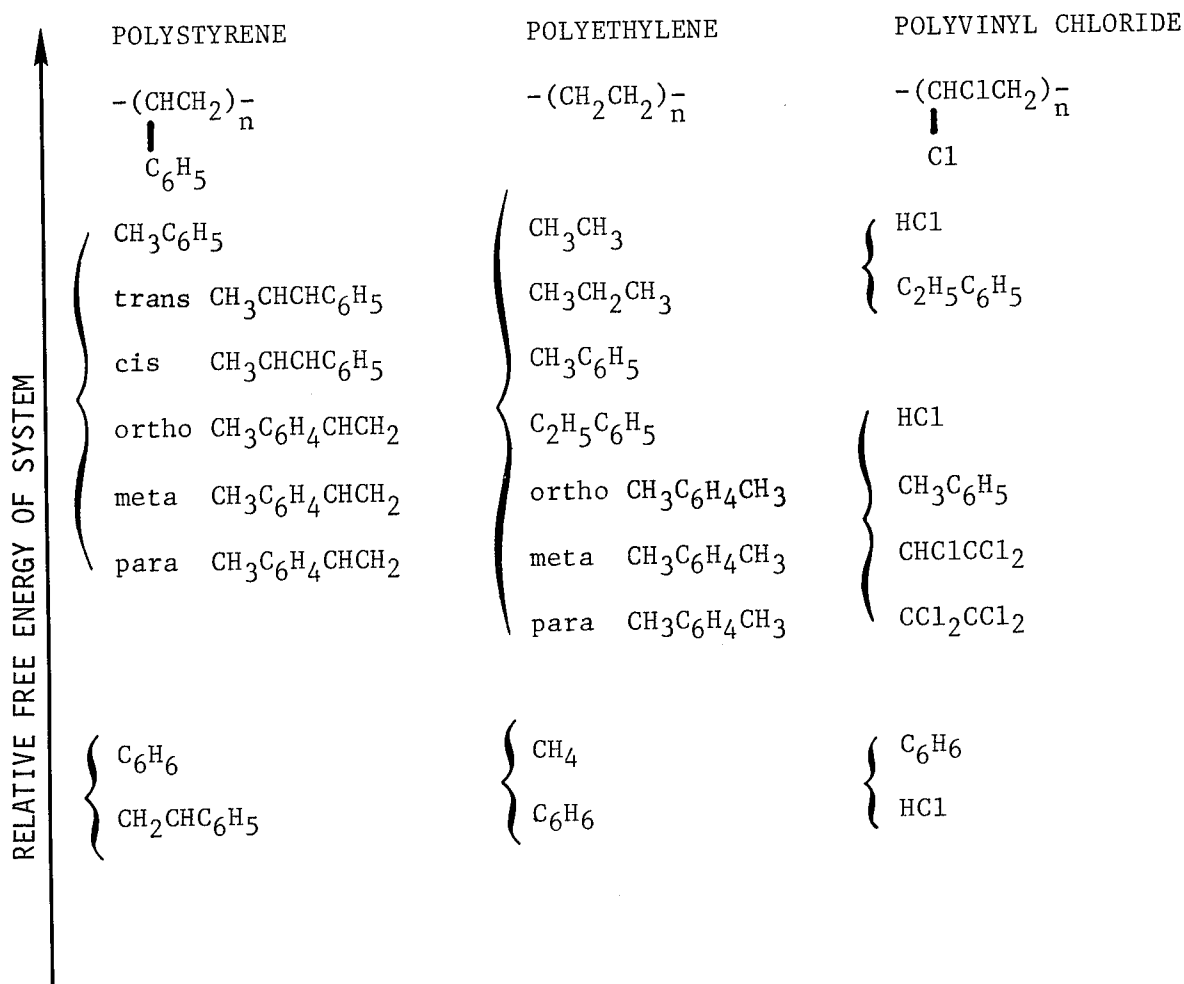 POLYSTYRENE
-(CHCH2)-n
C6H5
CH3C6H5
trans CH3CHCHC6H5
cis CH3CHCHC6H5
ortho CH3C6H4CHCH2
meta CH3C6H4CHCH2
para CH3C6H4CHCH2
C6H6
CH2CHC6H5
POLYETHYLENE
-(CH2CH2)-n
CH3CH3
CH3CH2CH3
CH3C6H5
C2H5C6H5
ortho CH3C6H4CH3
meta CH3C6H4CH3
para CH3C6H4CH3
CH4
C6H6
POLYVINYL CHLORIDE
-(CHClCH2)-n
Cl
HCl
C2H5C6H5
HCl
CH3C6H5
CHClCCl2
CCl2CCl2
C6H6
HCl
RELATIVE FREE ENERGY OF SYSTEM